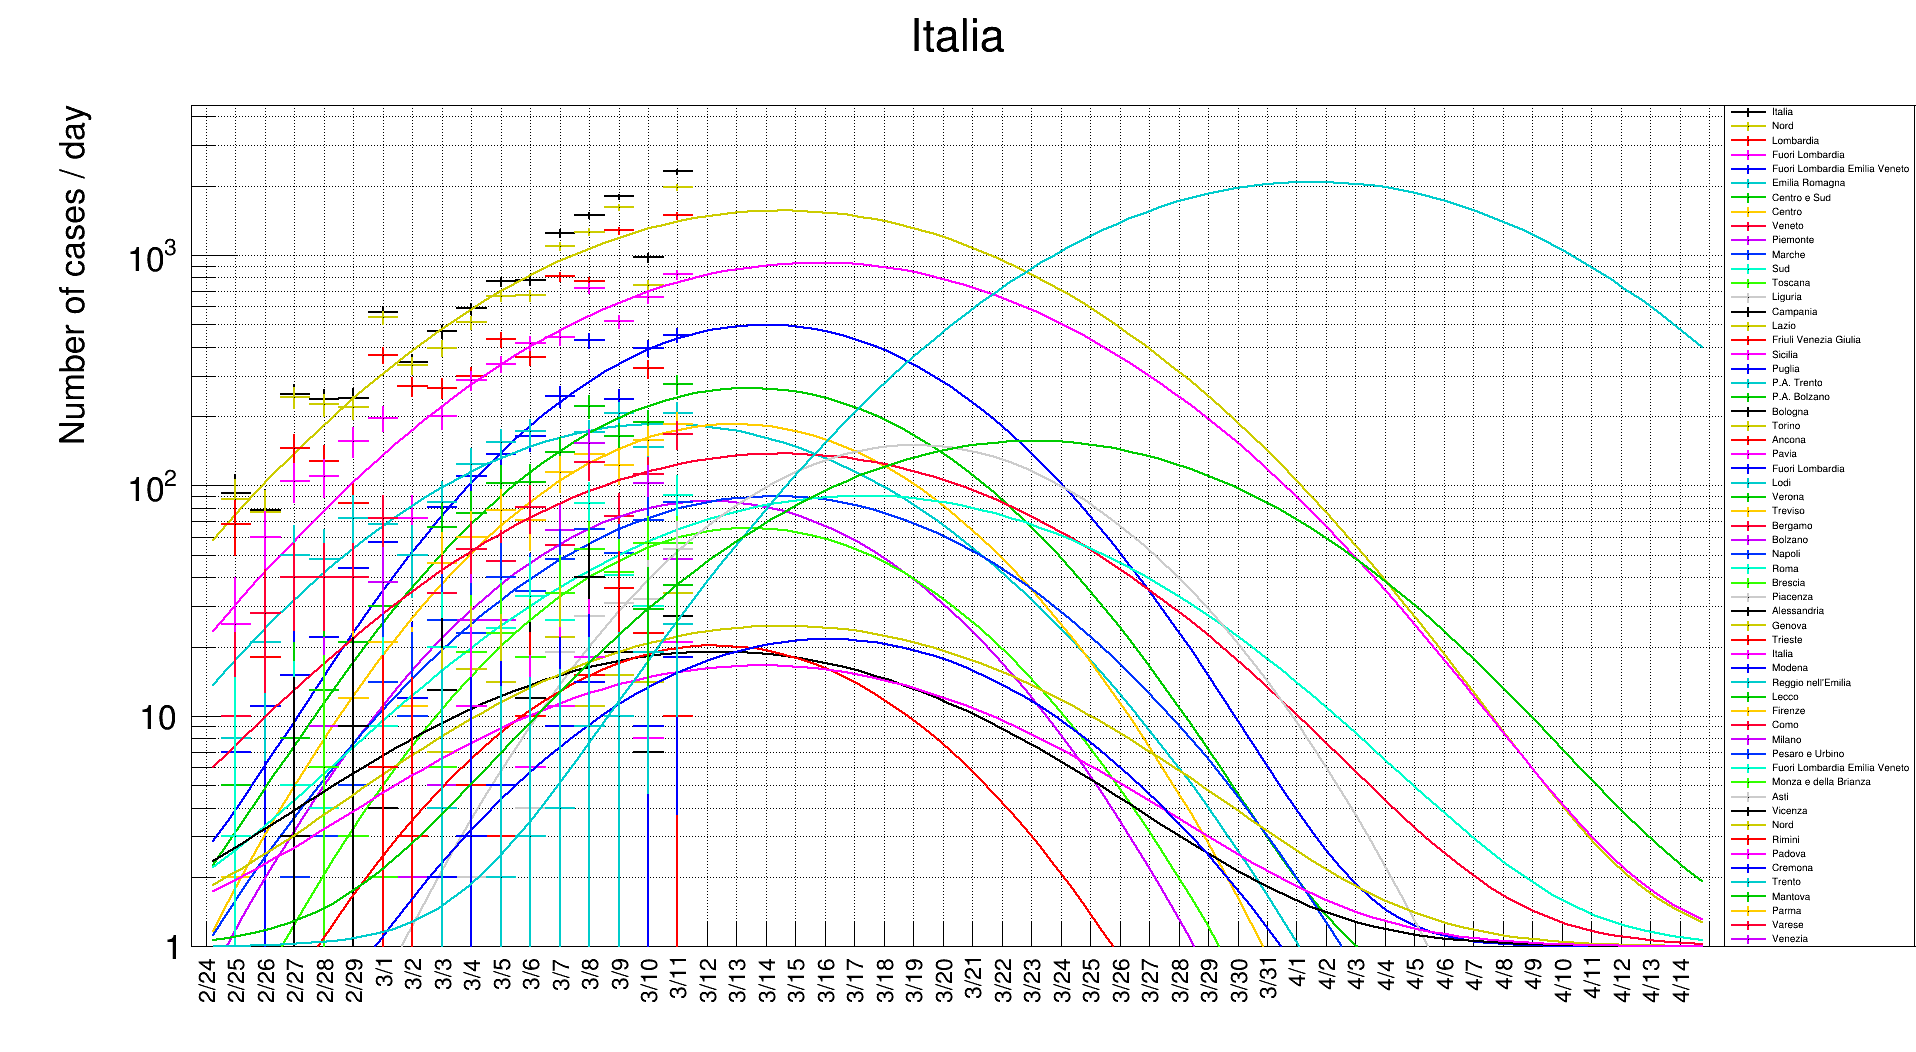 Italia
Number of cases / day
10³
10²
10
1
2/24
2/25
2/26
2/27
2/28
2/29
3/1
3/2
3/3
3/4
3/5
3/6
3/7
3/8
3/9
3/10
3/11
3/12
3/13
3/14
3/15
3/16
3/17
3/18
3/19
3/20
3/21
3/22
3/23
3/24
3/25
3/26
3/27
3/28
3/29
3/30
3/31
4/1
4/2
4/3
4/4
4/5
4/6
4/7
4/8
4/9
4/10
4/11
4/12
4/13
4/14
Italia
Nord
Lombardia
Fuori Lombardia
Fuori Lombardia Emilia Veneto
Emilia Romagna
Centro e Sud
Centro
Veneto
Piemonte
Marche
Sud
Toscana
Liguria
Campania
Lazio
Friuli Venezia Giulia
Sicilia
Puglia
P.A. Trento
P.A. Bolzano
Bologna
Torino
Ancona
Pavia
Fuori Lombardia
Lodi
Verona
Treviso
Bergamo
Bolzano
Napoli
Roma
Brescia
Piacenza
Alessandria
Genova
Trieste
Italia
Modena
Reggio nell'Emilia
Lecco
Firenze
Como
Milano
Pesaro e Urbino
Fuori Lombardia Emilia Veneto
Monza e della Brianza
Asti
Vicenza
Nord
Rimini
Padova
Cremona
Trento
Mantova
Parma
Varese
Venezia